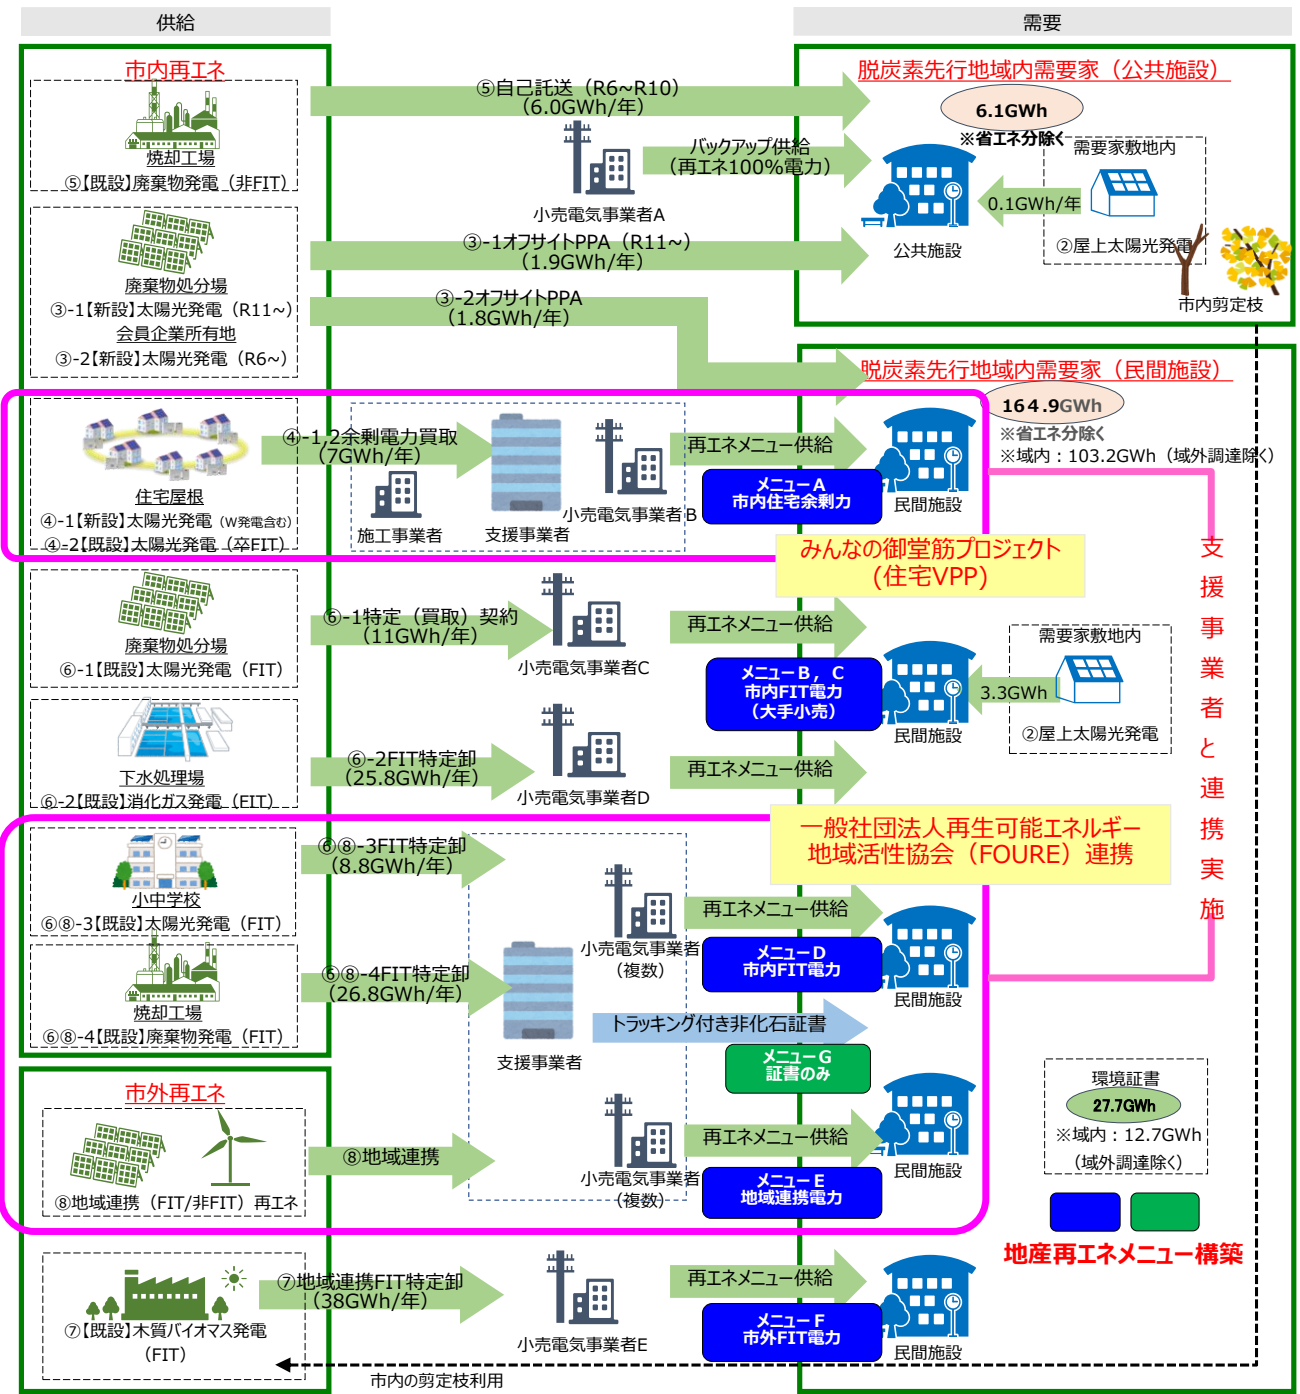 供給
需要
市内再エネ
焼却工場
⑤【既設】廃棄物発電（非FIT）
廃棄物処分場
③-1【新設】太陽光発電（R11~）
会員企業所有地
③-2【新設】太陽光発電（R6~）
住宅屋根
④-1【新設】太陽光発電（W発電含む）
④-2【既設】太陽光発電（卒FIT）
廃棄物処分場
⑥-1【既設】太陽光発電（FIT）
下水処理場
⑥-2【既設】消化ガス発電（FIT）
小中学校
⑥⑧-3【既設】太陽光発電（FIT）
焼却工場
⑥⑧-4【既設】廃棄物発電（FIT）
市外再エネ
⑧地域連携（FIT/非FIT）再エネ
⑦【既設】木質バイオマス発電
（FIT）
⑤自己託送（R6~R10）
（6.0GWh/年）
小売電気事業者A
バックアップ供給
（再エネ100%電力）
③-1オフサイトPPA（R11~）
（1.9GWh/年）
③-2オフサイトPPA
（1.8GWh/年）
④-1,2余剰電力買取
（7GWh/年）
施工事業者
支援事業者
小売電気事業者B
再エネメニュー供給
メニューA
市内住宅余剰力
みんなの御堂筋プロジェクト
（住宅VPP）
⑥-1特定（買取）契約
（11GWh/年）
小売電気事業者C
再エネメニュー供給
メニューB，C
市内FIT電力
（大手小売）
⑥-2FIT特定卸
（25.8GWh/年）
小売電気事業者D
再エネメニュー供給
⑥⑧-3FIT特定卸
（8.8GWh/年）
⑥⑧-4FIT特定卸
（26.8GWh/年）
支援事業者
小売電気事業者
（複数）
再エネメニュー供給
メニューD
市内FIT電力
一般社団法人再生可能エネルギー
地域活性協会（FOURE）連携
トラッキング付き非化石証書
メニューG
証書のみ
⑧地域連携
小売電気事業者
（複数）
再エネメニュー供給
メニューE
地域連携電力
⑦地域連携FIT特定卸
（38GWh/年）
小売電気事業者E
再エネメニュー供給
メニューF
市外FIT電力
市内の剪定枝利用
脱炭素先行地域内需要家（公共施設）
6.1GWh
※省エネ分除く
公共施設
需要家敷地内
0.1GWh/年
②屋上太陽光発電
市内剪定枝
脱炭素先行地域内需要家（民間施設）
164.9GWh
※省エネ分除く
※域内：103.2GWh（域外調達除く）
民間施設
需要家敷地内
3.3GWh
②屋上太陽光発電
民間施設
支援事業者と連携実施
民間施設
民間施設
環境証書
27.7GWh
※域内：12.7GWh
（域外調達除く）
地産再エネメニュー構築
民間施設